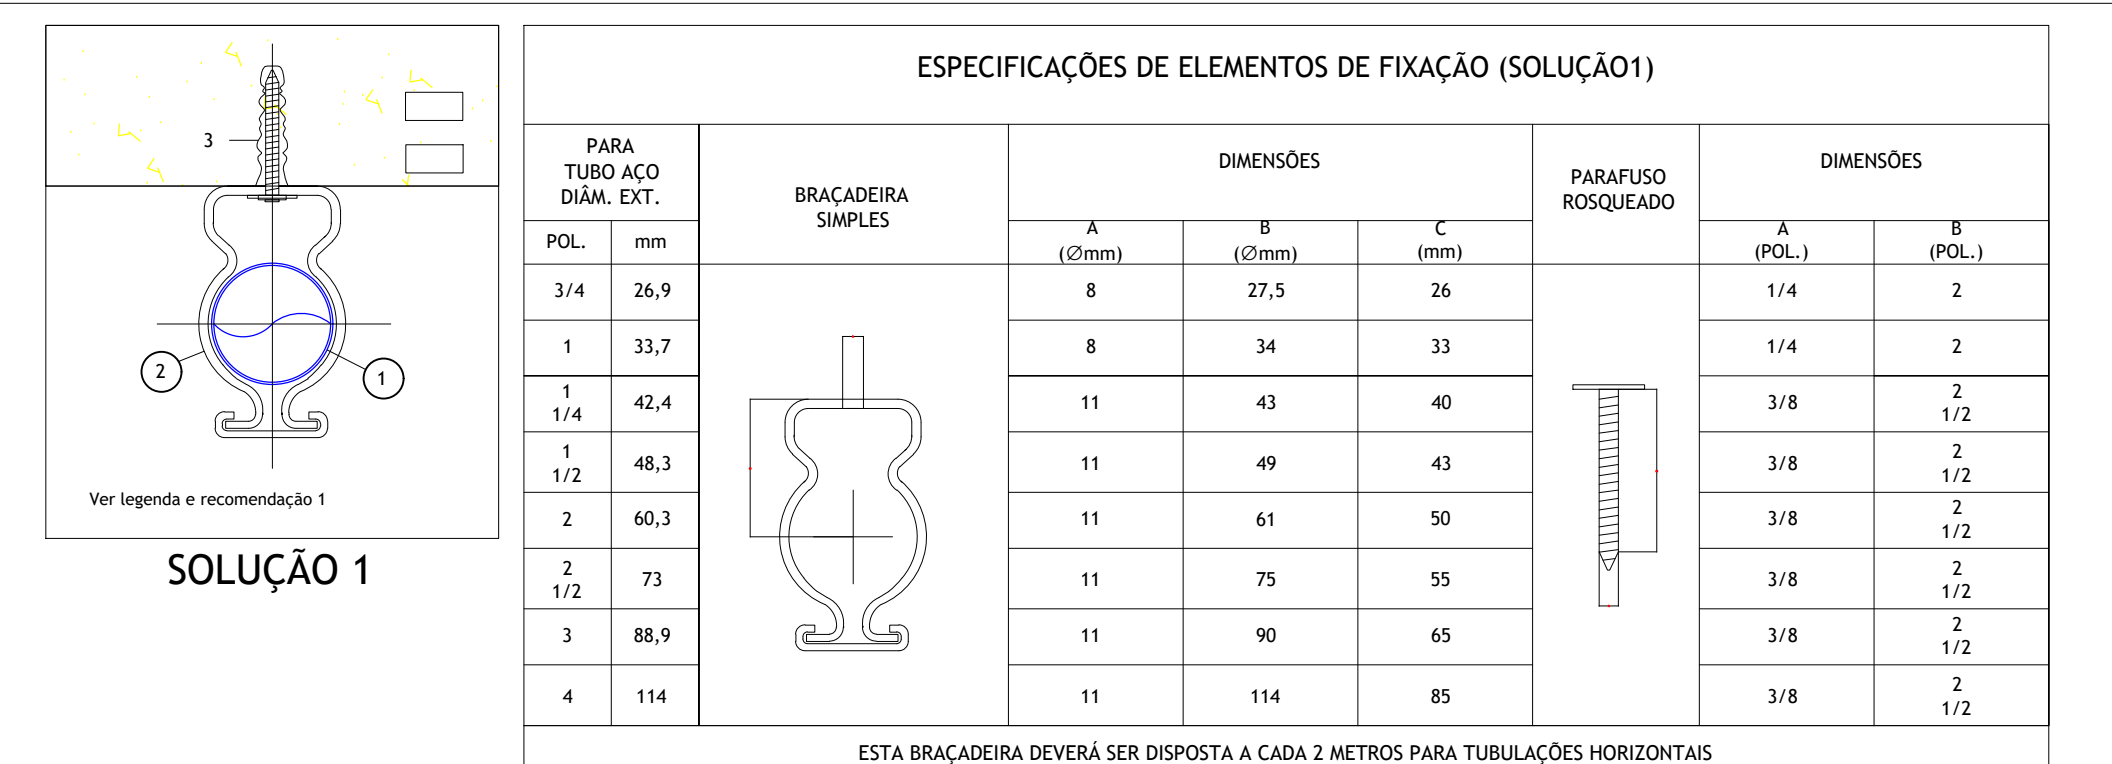 3
2
1
Ver legenda e recomendação 1
SOLUÇÃO 1
ESPECIFICAÇÕES DE ELEMENTOS DE FIXAÇÃO (SOLUÇÃO1)
PARA
TUBO AÇO
DIÂM. EXT.
BRAÇADEIRA
SIMPLES
DIMENSÕES
PARAFUSO
ROSQUEADO
DIMENSÕES
POL. mm
A
(∅mm)
B
(∅mm)
C
(mm)
A
(POL.)
B
(POL.)
3/4 26,9 8 27,5 26 1/4 2
1 33,7 8 34 33 1/4 2
1
1/4
42,4 11 43 40 3/8
2
1/2
1
1/2
48,3 11 49 43 3/8
2
1/2
2 60,3 11 61 50 3/8
2
1/2
2
1/2
73 11 75 55 3/8
2
1/2
3 88,9 11 90 65 3/8
2
1/2
4 114 11 114 85 3/8
2
1/2
ESTA BRAÇADEIRA DEVERÁ SER DISPOSTA A CADA 2 METROS PARA TUBULAÇÕES HORIZONTAIS